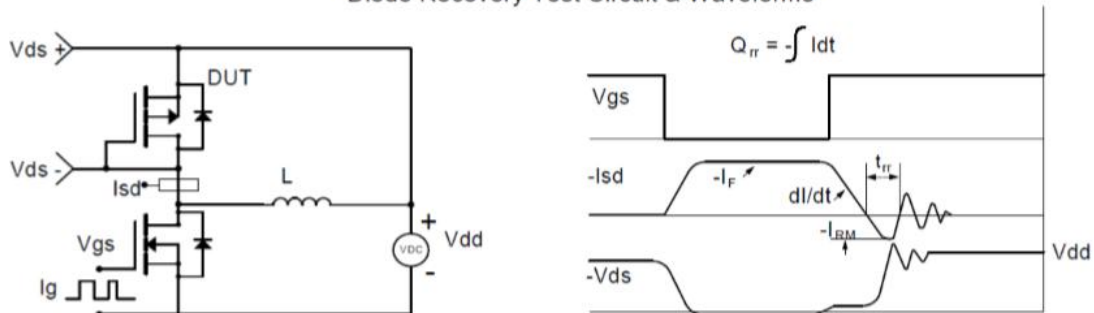 Diode Recovery Test Circuit & Waveforms
Vds +
DUT
Vds -
Isd
L
Vgs
Ig
VDC
+
-
Vdd
Qrr = -∫ Idt
Vgs
-Isd
-IF
dI/dt
trr
-IRM
Vdd
-Vds